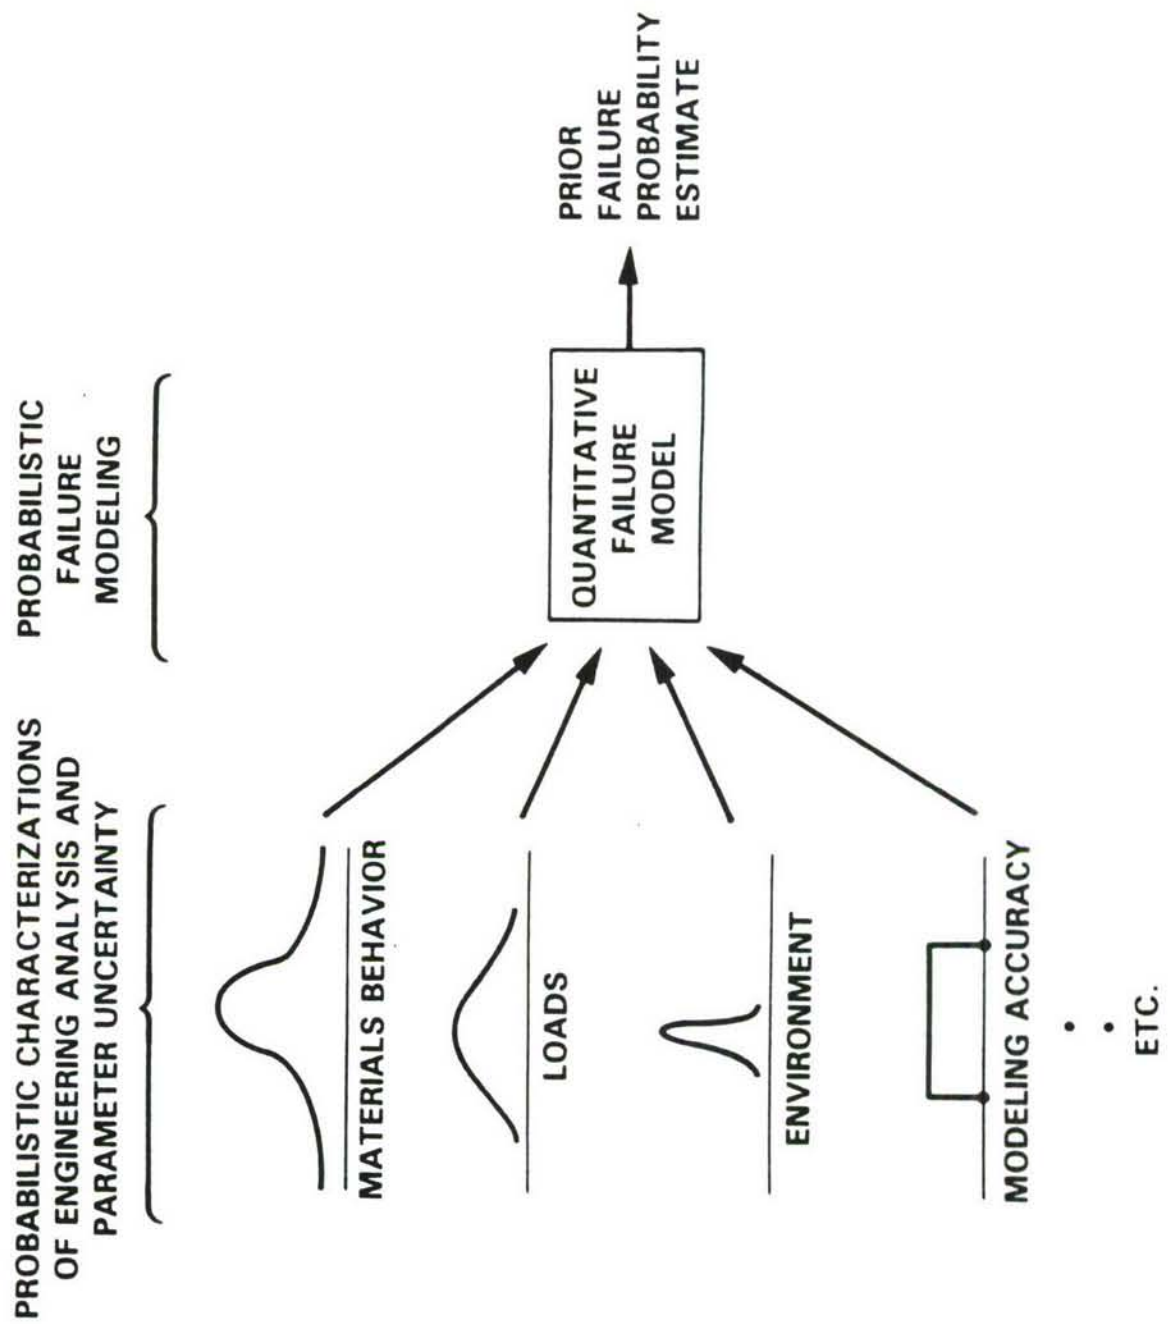 PROBABILISTIC CHARACTERIZATIONS
OF ENGINEERING ANALYSIS AND
PARAMETER UNCERTAINTY
PROBABILISTIC
FAILURE
MODELING
MATERIALS BEHAVIOR
LOADS
ENVIRONMENT
MODELING ACCURACY
ETC.
QUANTITATIVE
FAILURE
MODEL
PRIOR
FAILURE
PROBABILITY
ESTIMATE